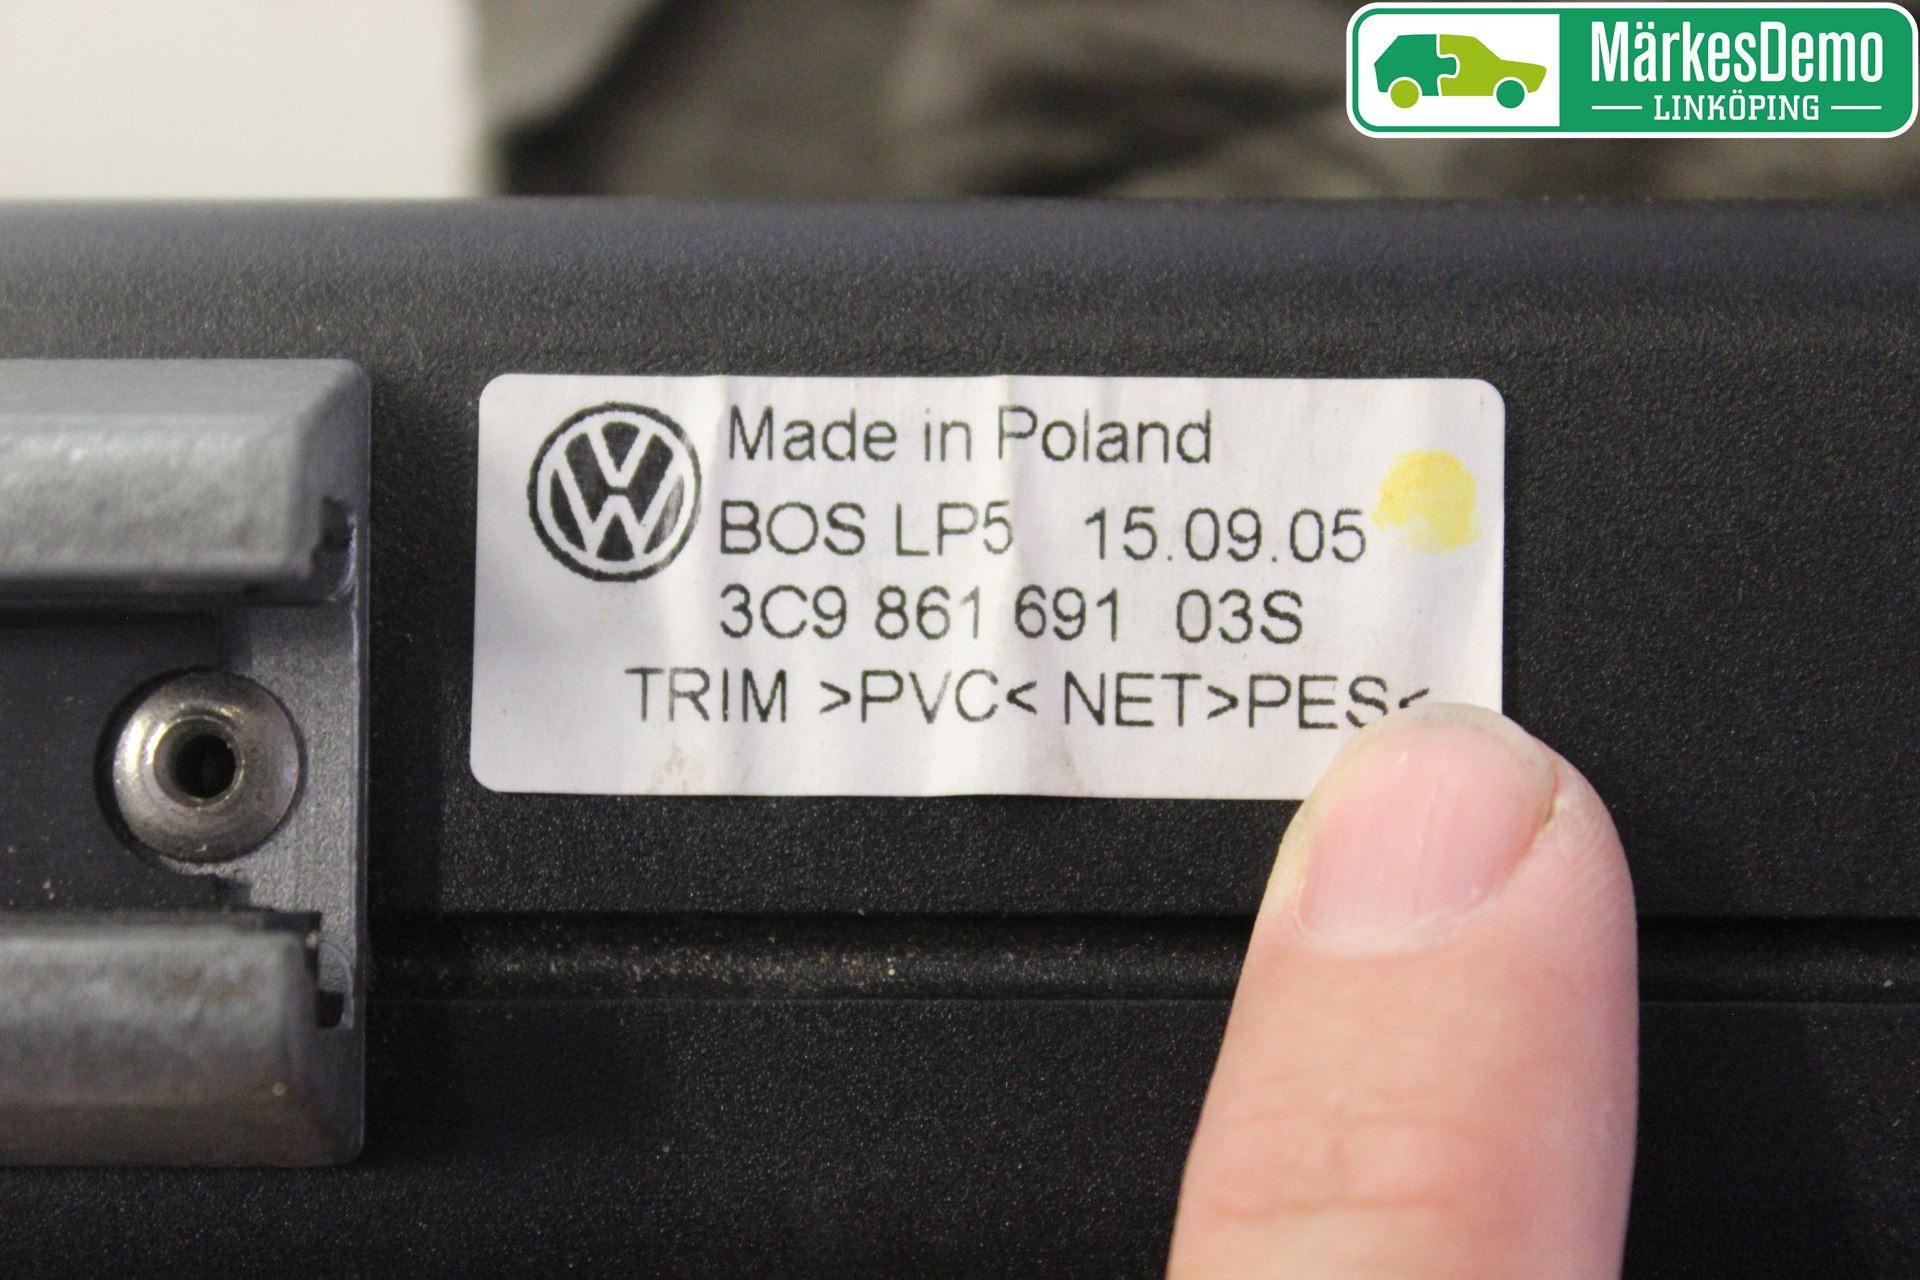 MärkesDemo
LINKÖPING
Made in Poland
BOS LP5 15.09.05
3C9 861 691 03S
TRIM >PVC< NET>PES<